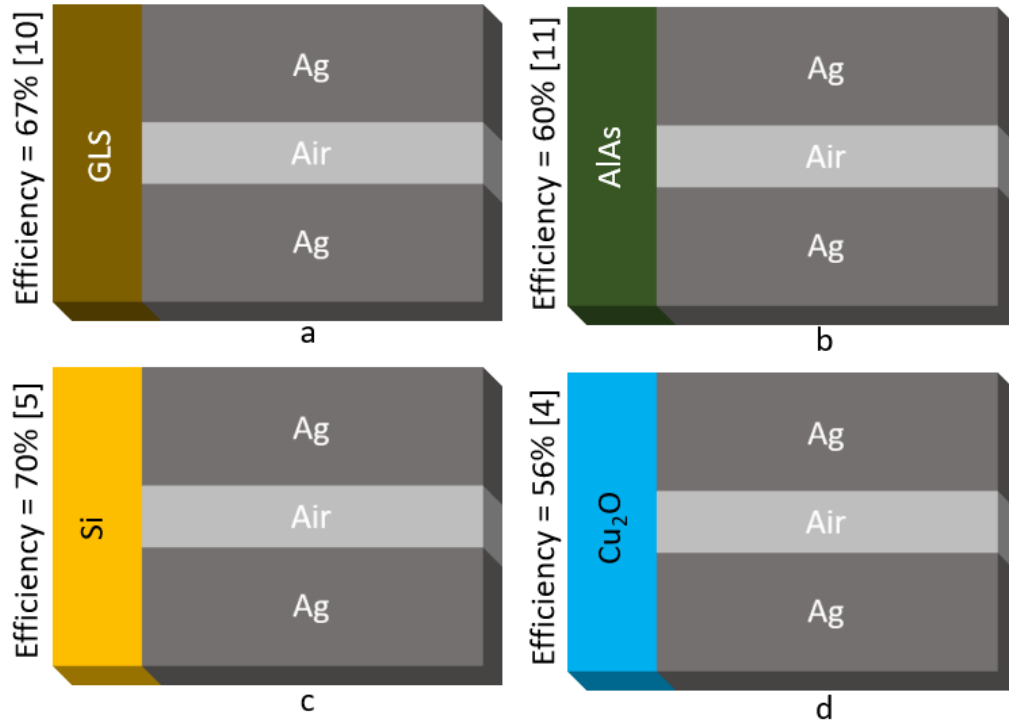 Efficiency = 67% [10]
GLS
Ag
Air
Ag
a
Efficiency = 60% [11]
AlAs
Ag
Air
Ag
b
Efficiency = 70% [5]
Si
Ag
Air
Ag
c
Efficiency = 56% [4]
Cu₂O
Ag
Air
Ag
d